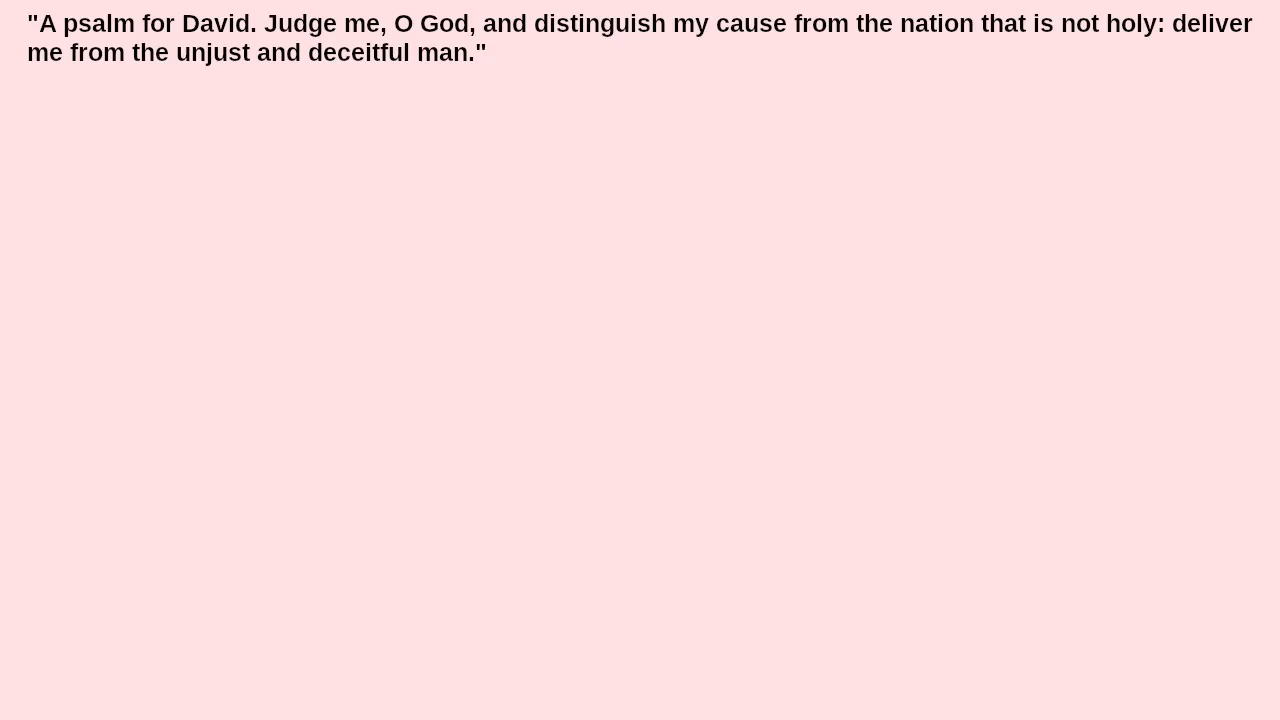 "A psalm for David. Judge me, O God, and distinguish my cause from the nation that is not holy: deliver
me from the unjust and deceitful man."